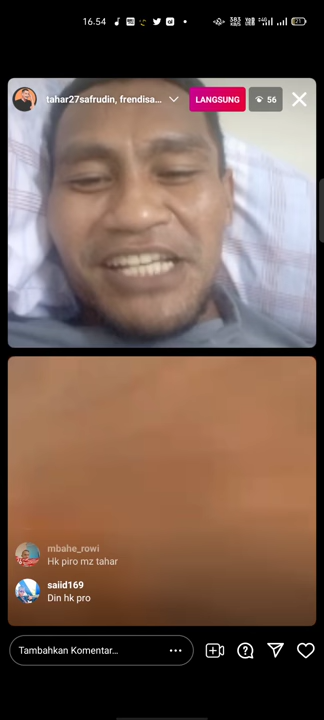 16.54
tahar27safrudin, frendisa...
LANGSUNG
56
mbahe_rowi
Hk piro mz tahar
saiid169
Din hk pro
Tambahkan Komentar...